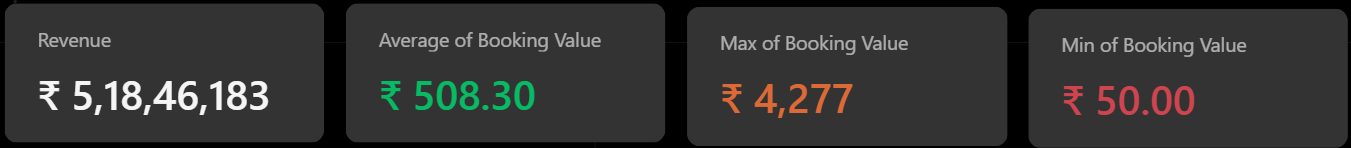 Revenue
₹ 5,18,46,183
Average of Booking Value
₹ 508.30
Max of Booking Value
₹ 4,277
Min of Booking Value
₹ 50.00